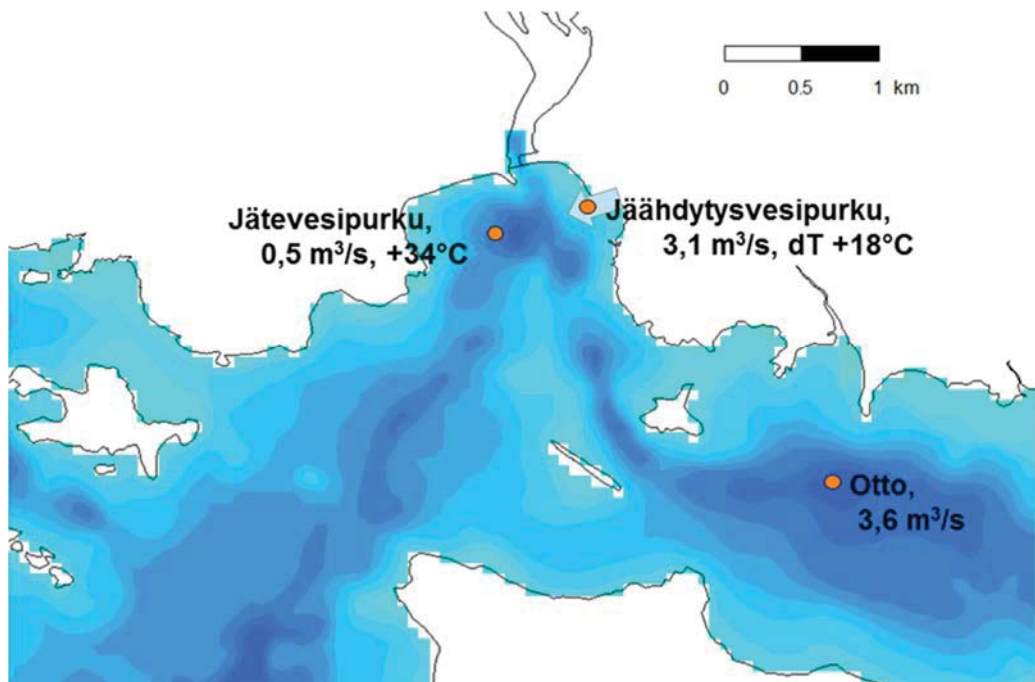 0 0.5 1 km
Jätevesipurku,
0,5 m³/s, +34°C
Jäähdytysvesipurku,
3,1 m³/s, dT +18°C
Otto,
3,6 m³/s